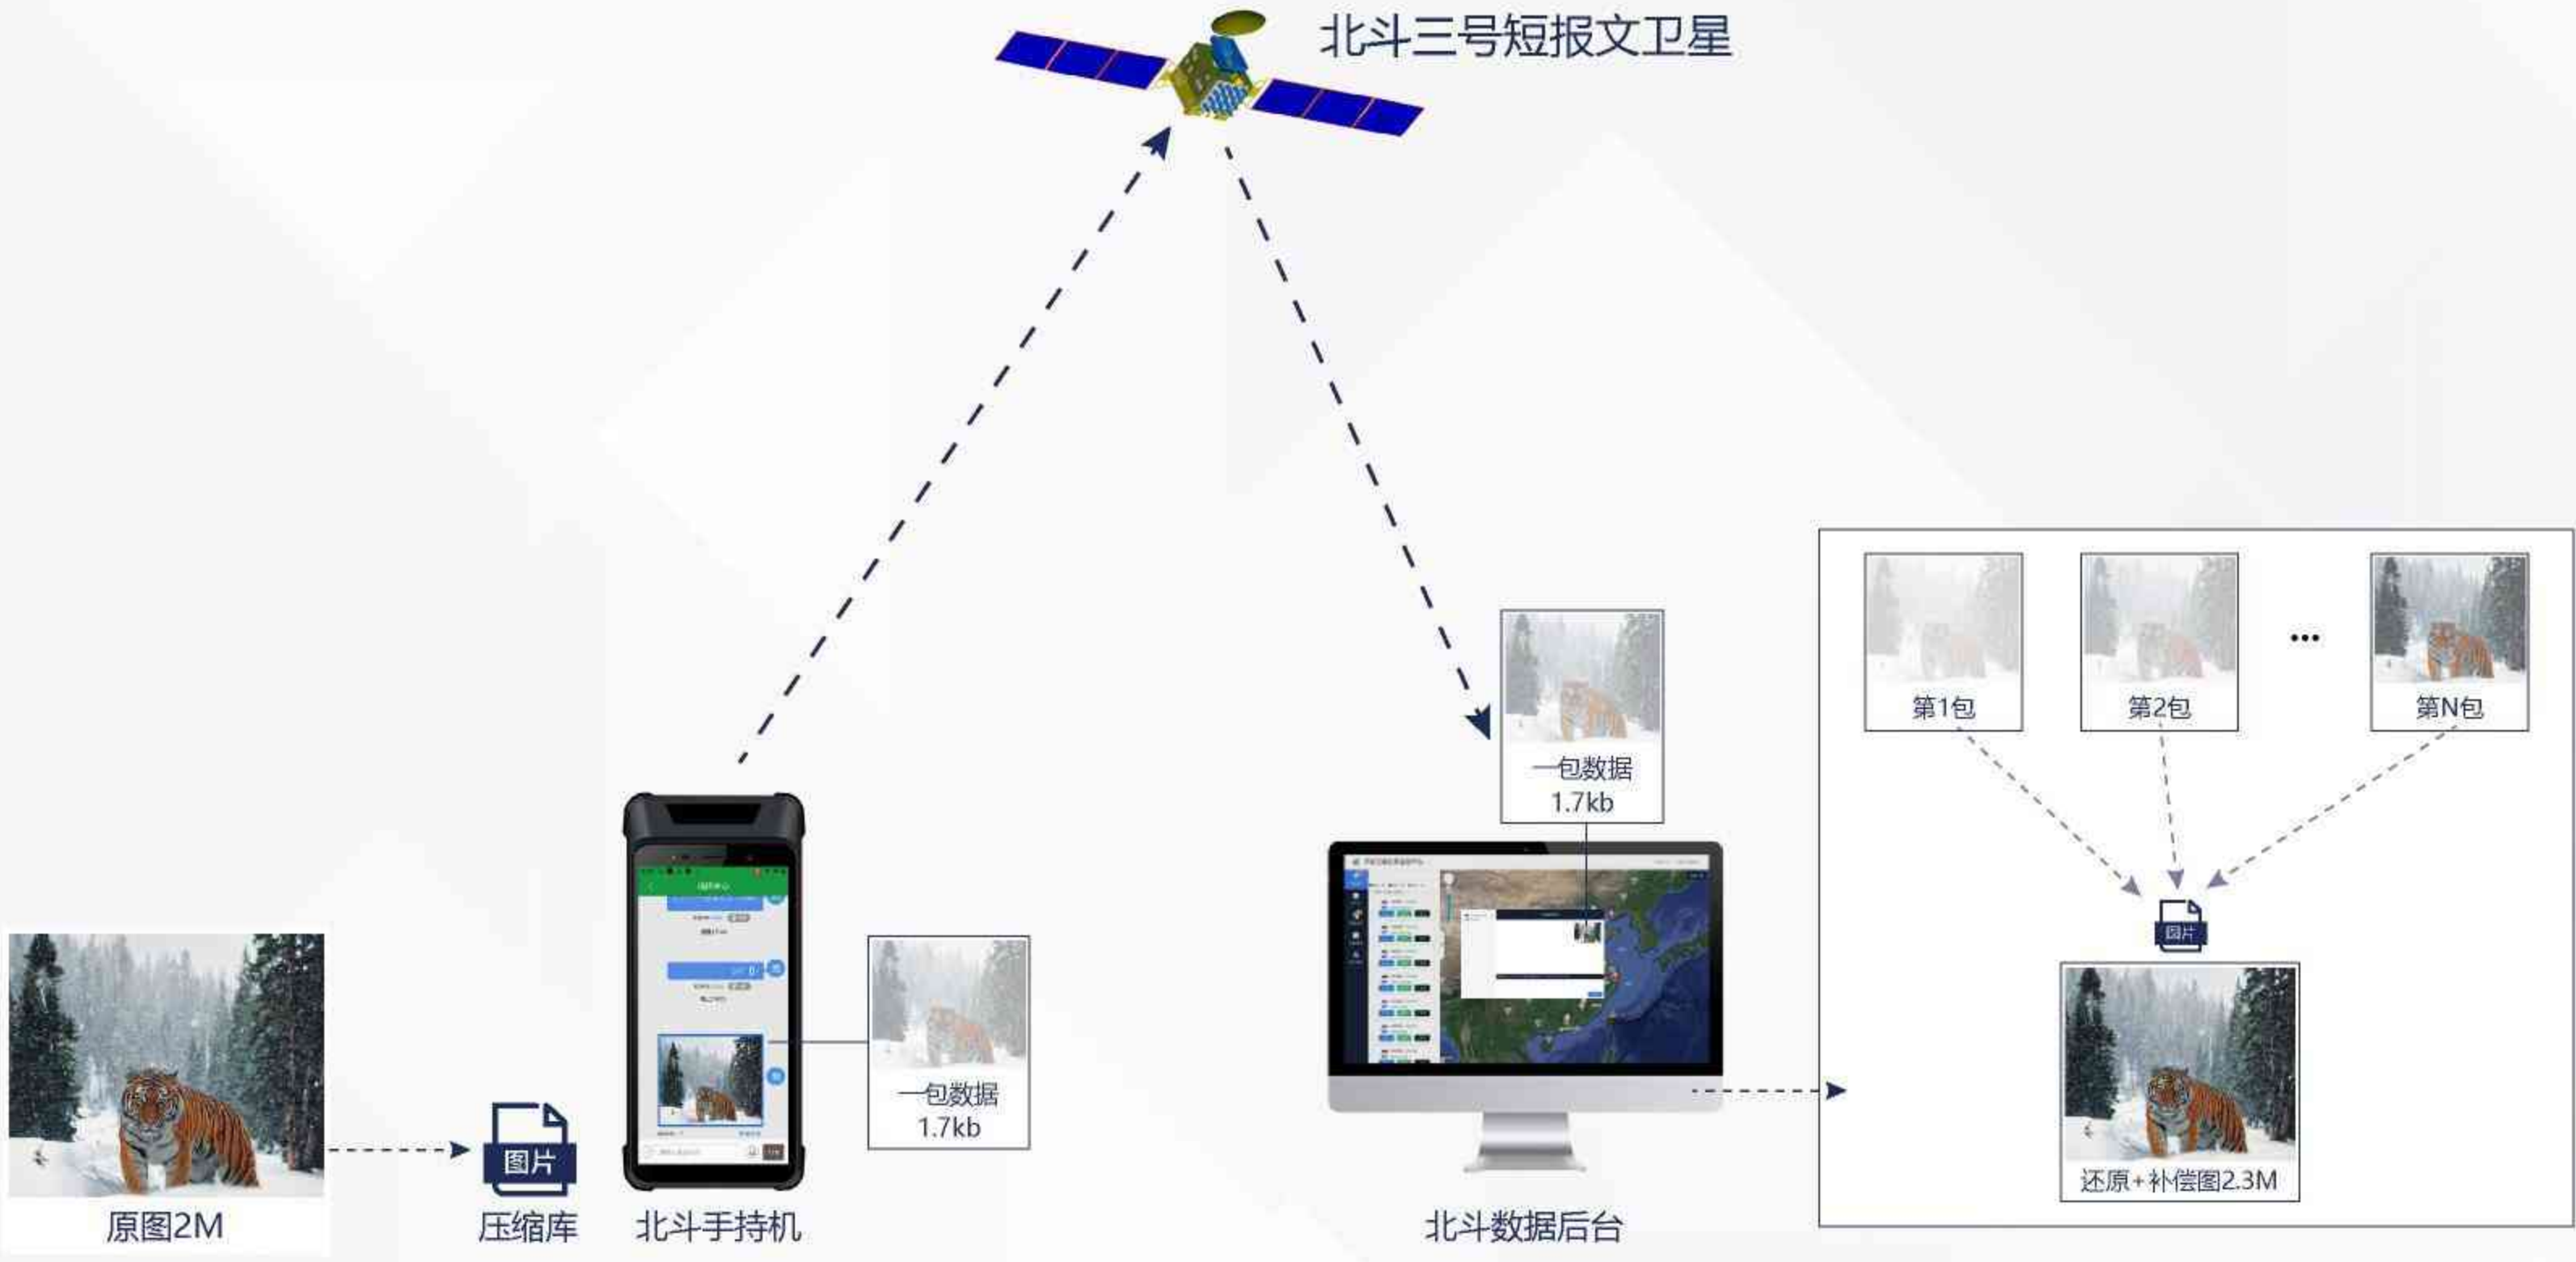 北斗三号短报文卫星
第1包
第2包
...
第N包
一包数据
1.7kb
图片
一包数据
1.7kb
图片
还原+补偿图2.3M
原图2M
压缩库
北斗手持机
北斗数据后台